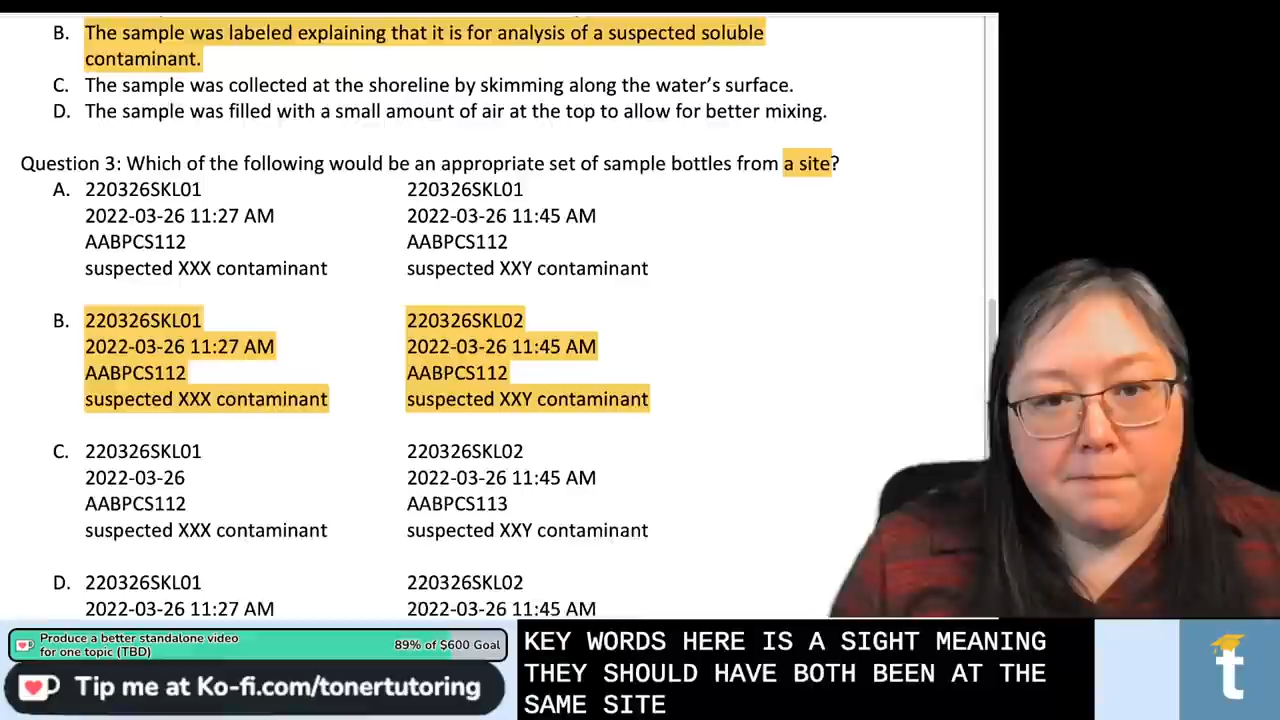 B. The sample was labeled explaining that it is for analysis of a suspected soluble
contaminant.
C. The sample was collected at the shoreline by skimming along the water's surface.
D. The sample was filled with a small amount of air at the top to allow for better mixing.
Question 3: Which of the following would be an appropriate set of sample bottles from a site?
A. 220326SKL01 220326SKL01
2022-03-26 11:27 AM 2022-03-26 11:45 AM
AABPCS112 AABPCS112
suspected XXX contaminant suspected XXY contaminant
B. 220326SKL01 220326SKL02
2022-03-26 11:27 AM 2022-03-26 11:45 AM
AABPCS112 AABPCS112
suspected XXX contaminant suspected XXY contaminant
C. 220326SKL01 220326SKL02
2022-03-26 2022-03-26 11:45 AM
AABPCS112 AABPCS113
suspected XXX contaminant suspected XXY contaminant
D. 220326SKL01 220326SKL02
2022-03-26 11:27 AM 2022-03-26 11:45 AM
Produce a better standalone video
for one topic (TBD)
89% of $600 Goal
Tip me at Ko-fi.com/tonertutoring
KEY WORDS HERE IS A SIGHT MEANING
THEY SHOULD HAVE BOTH BEEN AT THE
SAME SITE
t